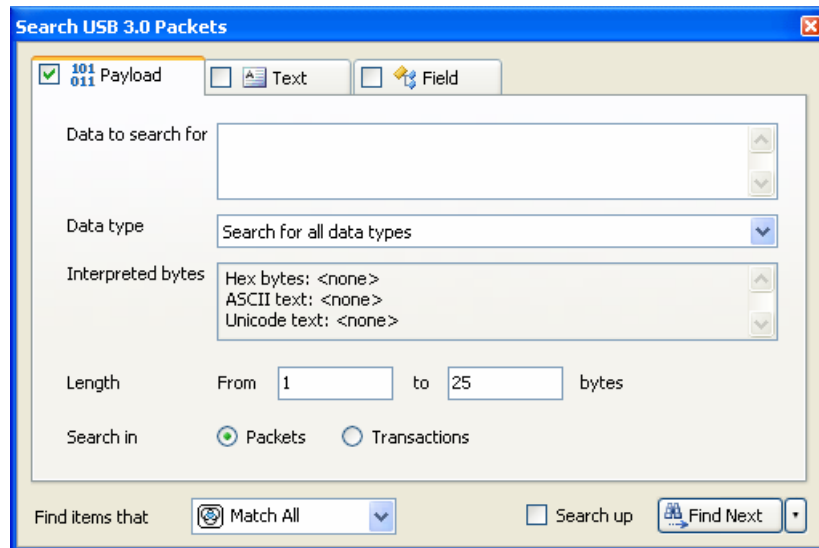 Search USB 3.0 Packets
101 011 Payload Text Field
Data to search for
Data type Search for all data types
Interpreted bytes Hex bytes: <none>
ASCII text: <none>
Unicode text: <none>
Length From 1 to 25 bytes
Search in Packets Transactions
Find items that Match All Search up Find Next